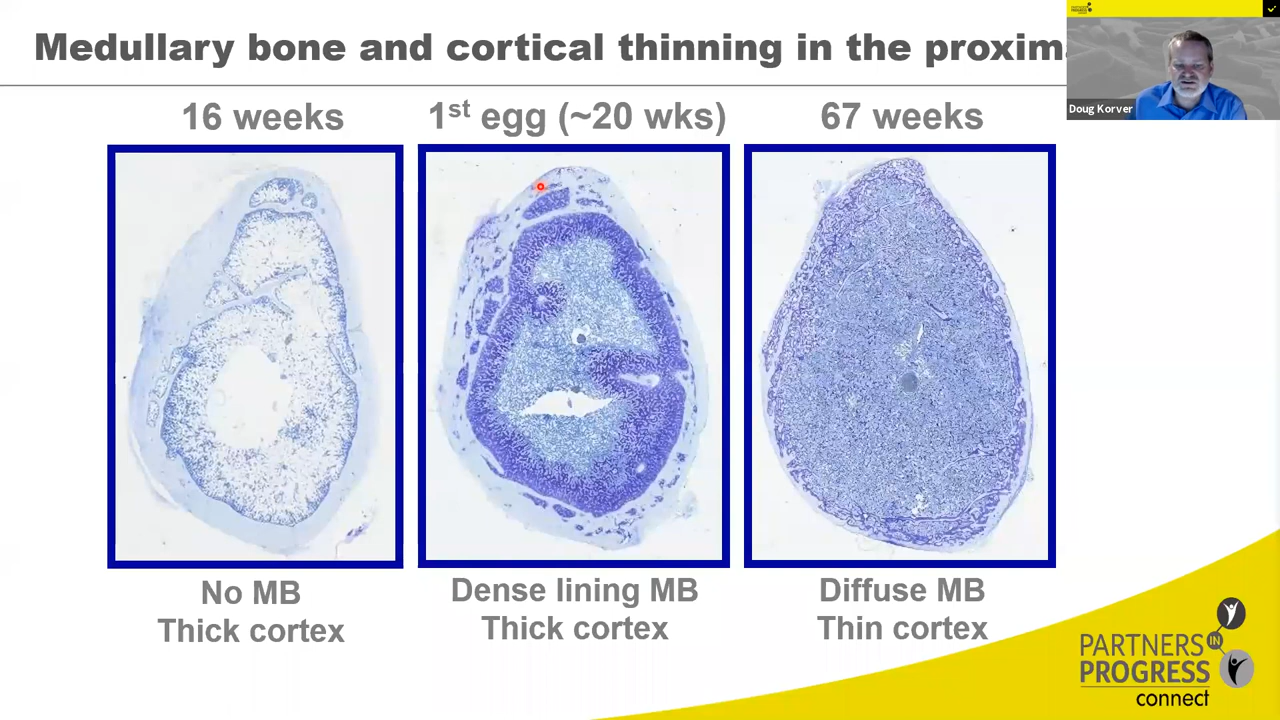 Medullary bone and cortical thinning in the
16 weeks
1st egg (~20 wks)
67 weeks
No MB
Thick cortex
Dense lining MB
Thick cortex
Diffuse MB
Thin cortex
Doug Korver
PARTNERS
IN
PROGRESS
connect